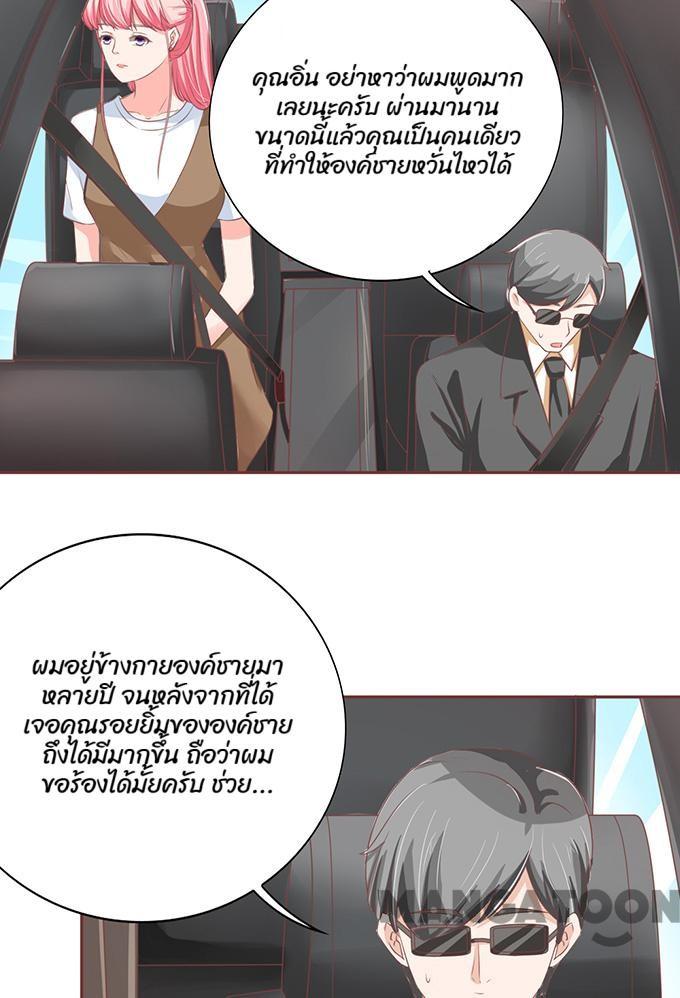 คุณอิ่น อย่าหาว่าผมพูดมาก
เลยนะครับ ผ่านมานาน
ขนาดนี้แล้วคุณเป็นคนเดียว
ที่ทำให้องค์ชายหวั่นไหวได้
ผมอยู่ข้างกายองค์ชายมา
หลายปี จนหลังจากที่ได้
เจอคุณรอยยิ้มขององค์ชาย
ถึงได้มีมากขึ้น ถือว่าผม
ขอร้องได้มั้ยครับ ช่วย...
MANGATOON